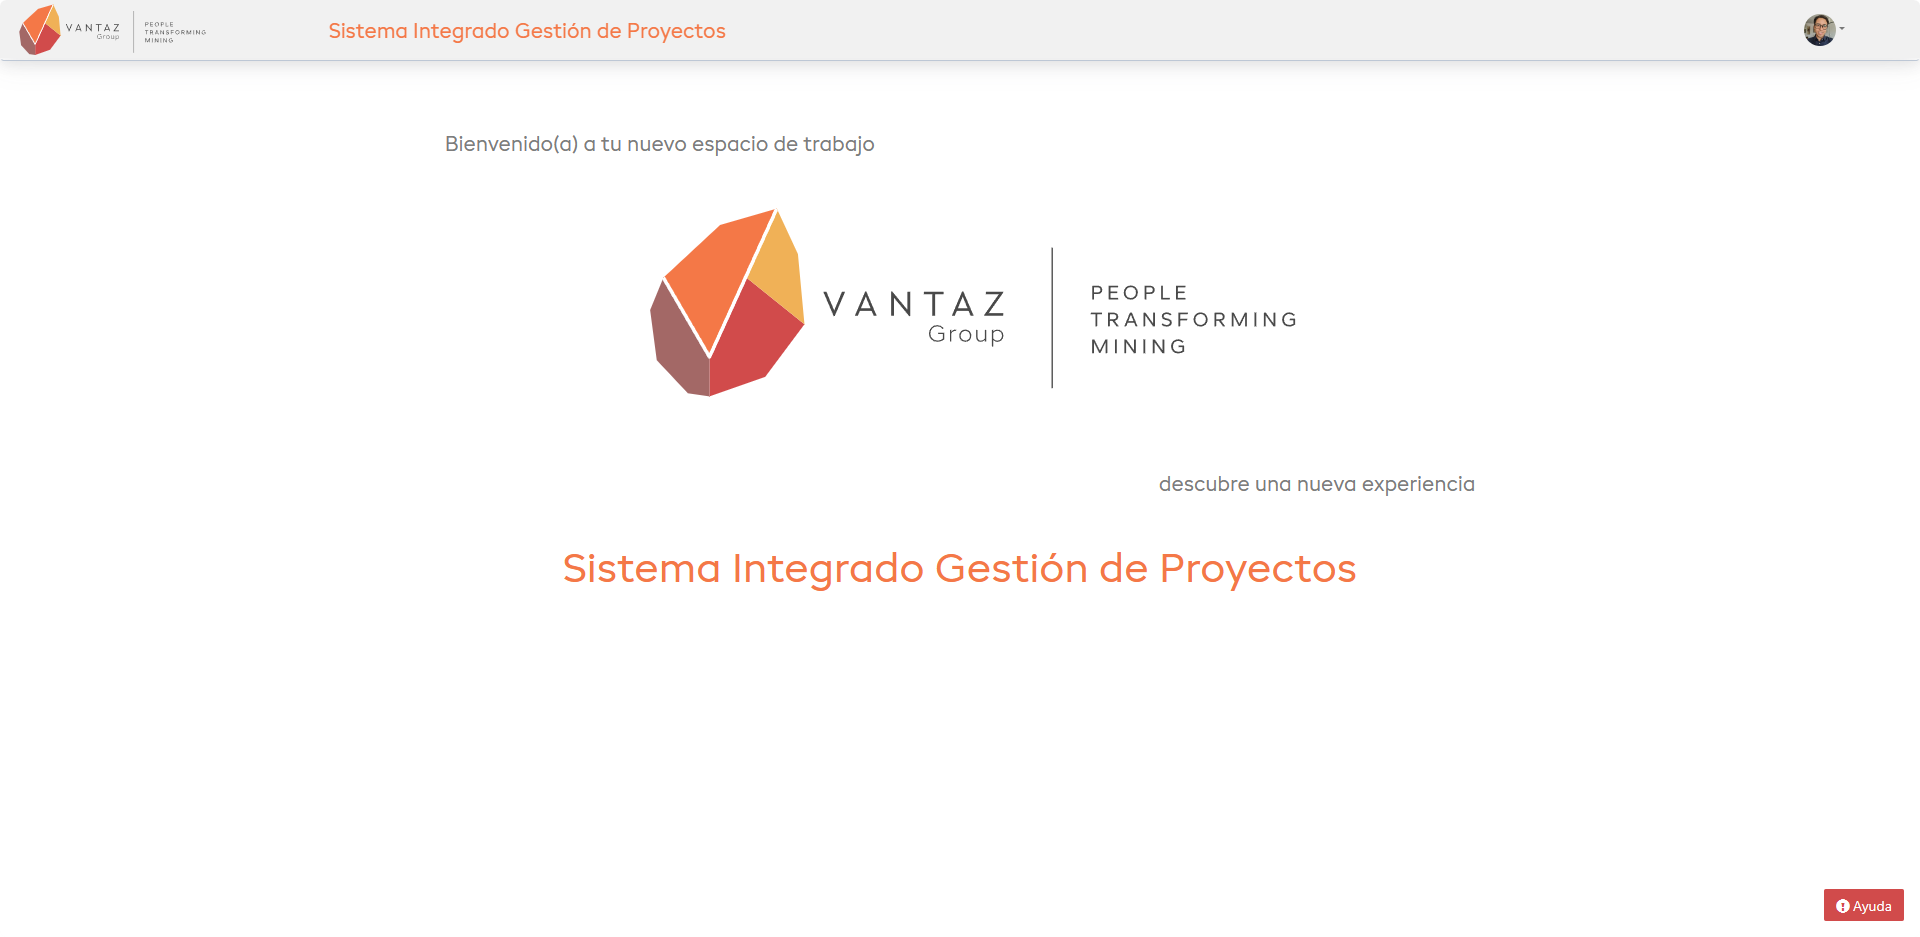 VANTAZ
Group
PEOPLE
TRANSFORMING
MINING
Sistema Integrado Gestión de Proyectos
Bienvenido(a) a tu nuevo espacio de trabajo
VANTAZ
Group
PEOPLE
TRANSFORMING
MINING
descubre una nueva experiencia
Sistema Integrado Gestión de Proyectos
Ayuda